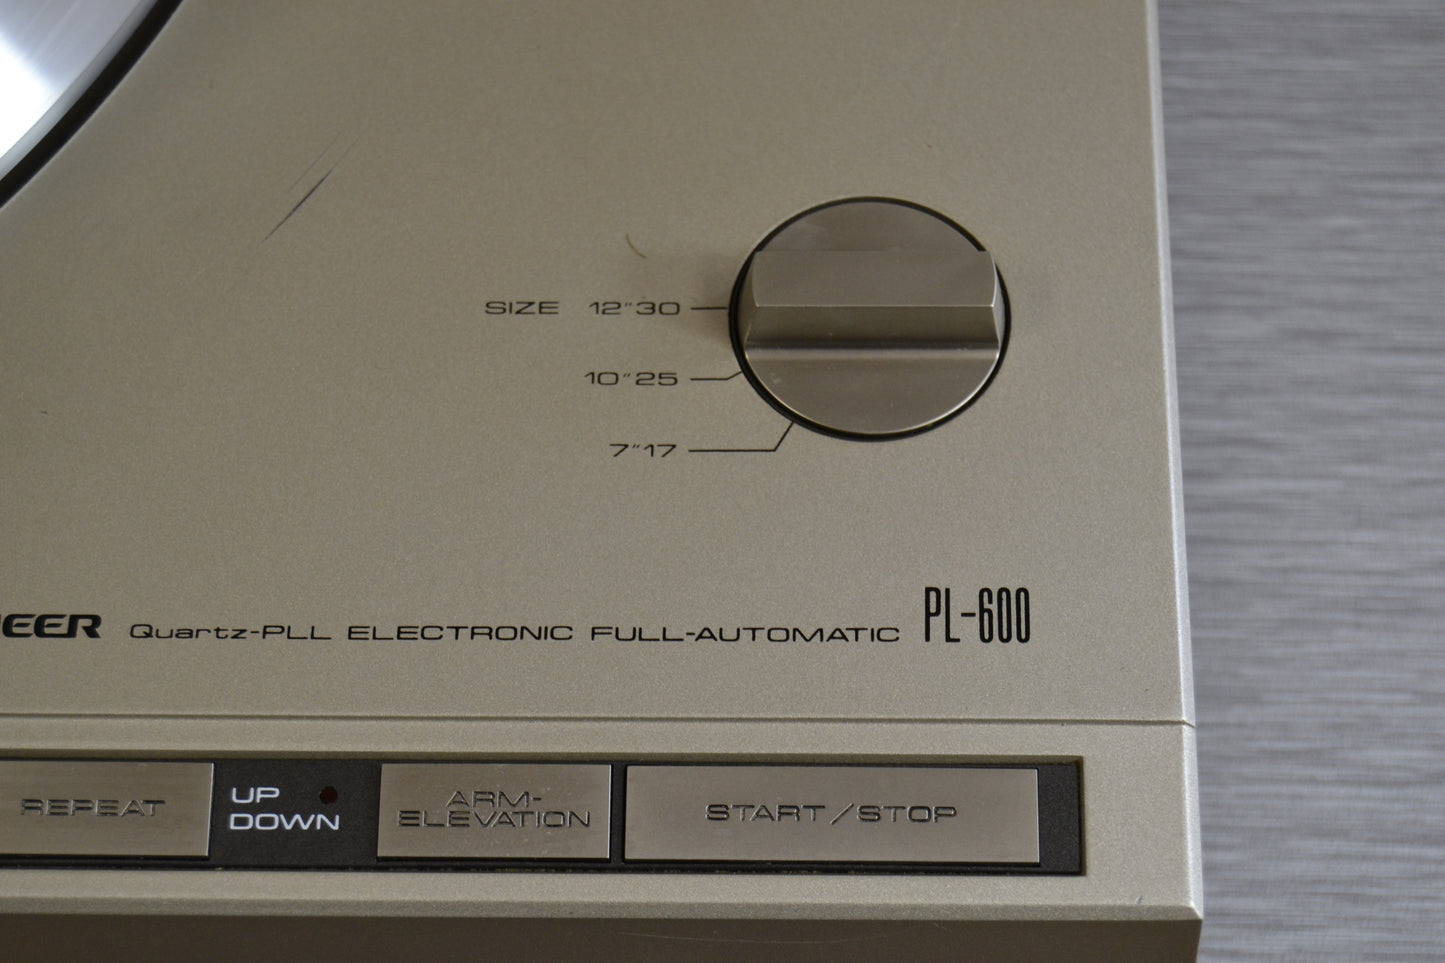 SIZE 12"30
10"25
7"17
NEER Quartz-PLL ELECTRONIC FULL-AUTOMATIC PL-600
REPEAT
UP
DOWN
ARM-
ELEVATION
START/STOP